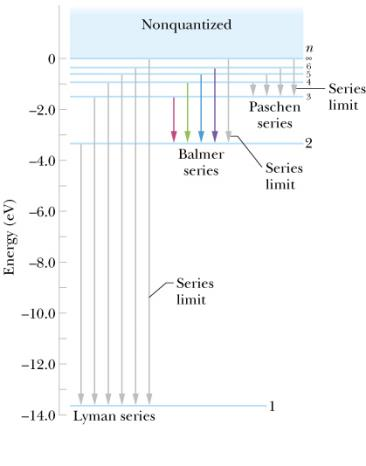 Nonquantized
n
0
∞
6
5
4
3
Series
limit
Paschen
series
–2.0
2
Balmer
series
–4.0
Series
limit
Energy (eV)
–6.0
–8.0
Series
limit
–10.0
–12.0
1
–14.0
Lyman series